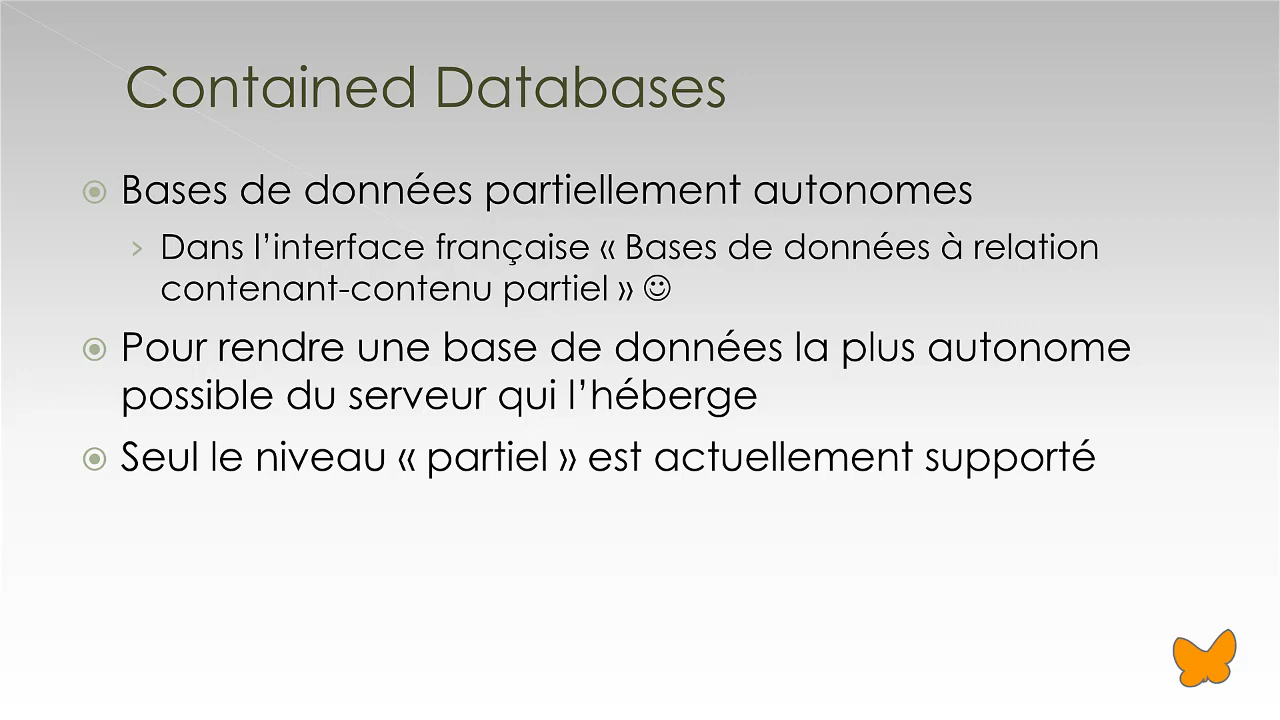 Contained Databases
Bases de données partiellement autonomes
Dans l’interface française « Bases de données à relation
contenant-contenu partiel » ☺
Pour rendre une base de données la plus autonome
possible du serveur qui l’héberge
Seul le niveau « partiel » est actuellement supporté